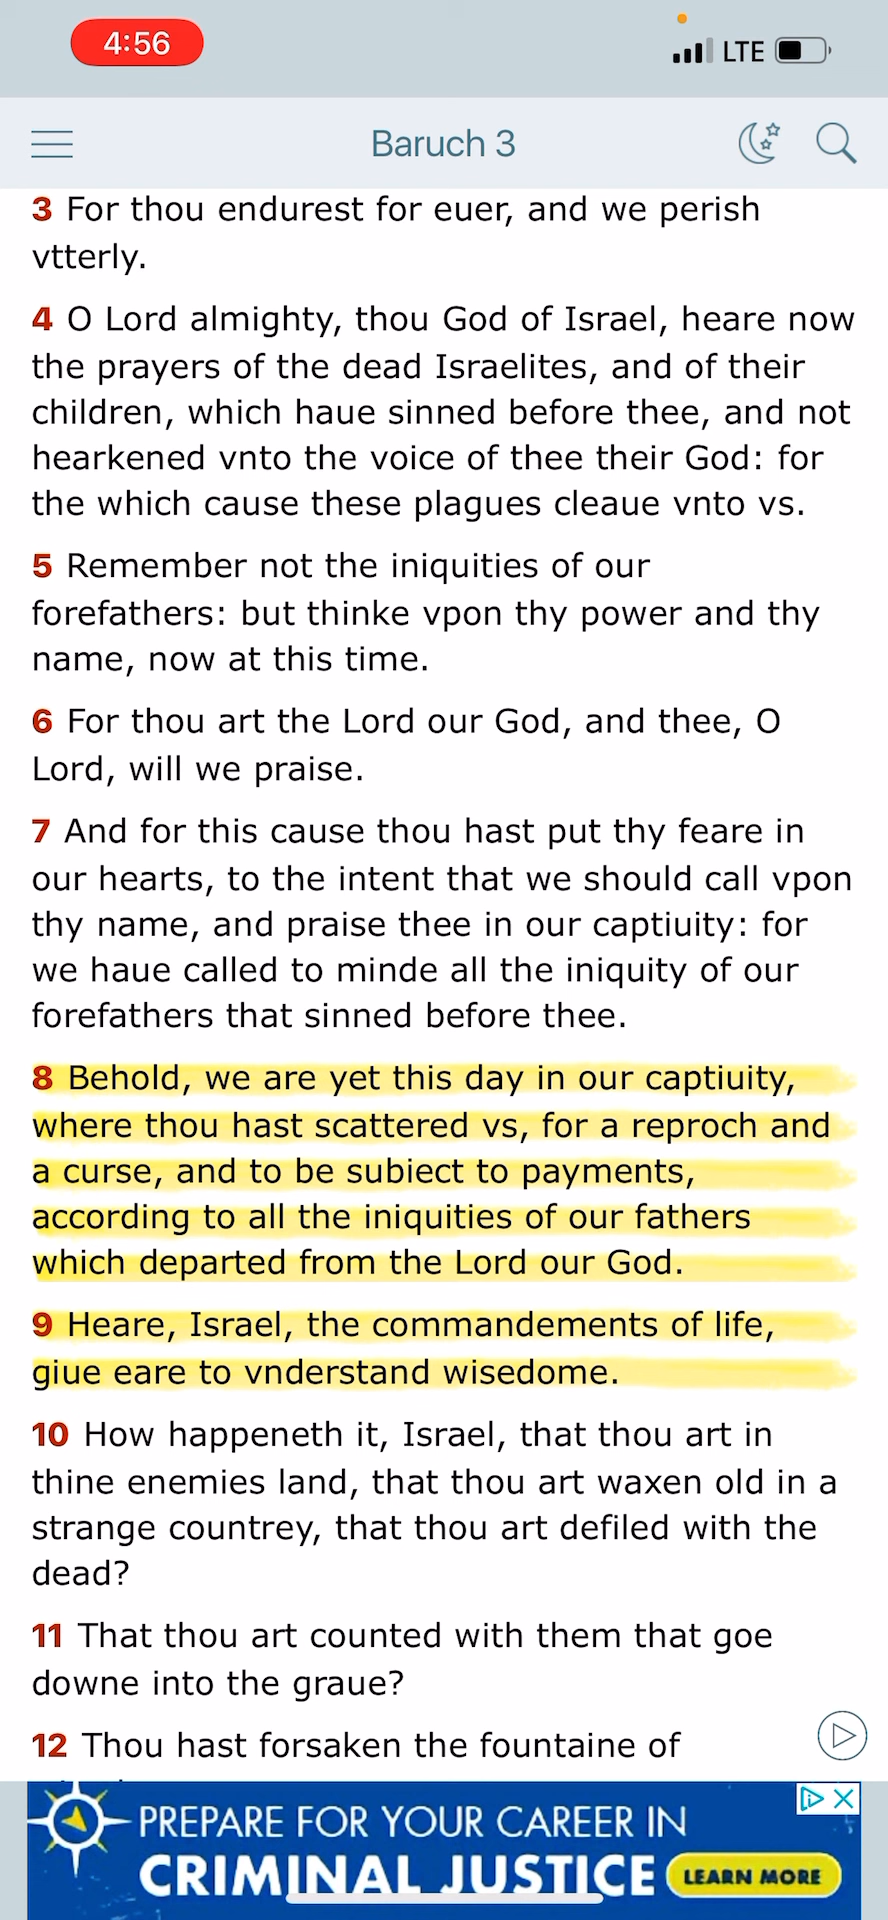 4:56
LTE
Baruch 3
3 For thou endurest for euer, and we perish
vtterly.
4 O Lord almighty, thou God of Israel, heare now
the prayers of the dead Israelites, and of their
children, which haue sinned before thee, and not
hearkened vnto the voice of thee their God: for
the which cause these plagues cleaue vnto vs.
5 Remember not the iniquities of our
forefathers: but thinke vpon thy power and thy
name, now at this time.
6 For thou art the Lord our God, and thee, O
Lord, will we praise.
7 And for this cause thou hast put thy feare in
our hearts, to the intent that we should call vpon
thy name, and praise thee in our captiuity: for
we haue called to minde all the iniquity of our
forefathers that sinned before thee.
8 Behold, we are yet this day in our captiuity,
where thou hast scattered vs, for a reproch and
a curse, and to be subiect to payments,
according to all the iniquities of our fathers
which departed from the Lord our God.
9 Heare, Israel, the commandements of life,
giue eare to vnderstand wisedome.
10 How happeneth it, Israel, that thou art in
thine enemies land, that thou art waxen old in a
strange countrey, that thou art defiled with the
dead?
11 That thou art counted with them that goe
downe into the graue?
12 Thou hast forsaken the fountaine of
PREPARE FOR YOUR CAREER IN
CRIMINAL JUSTICE
LEARN MORE